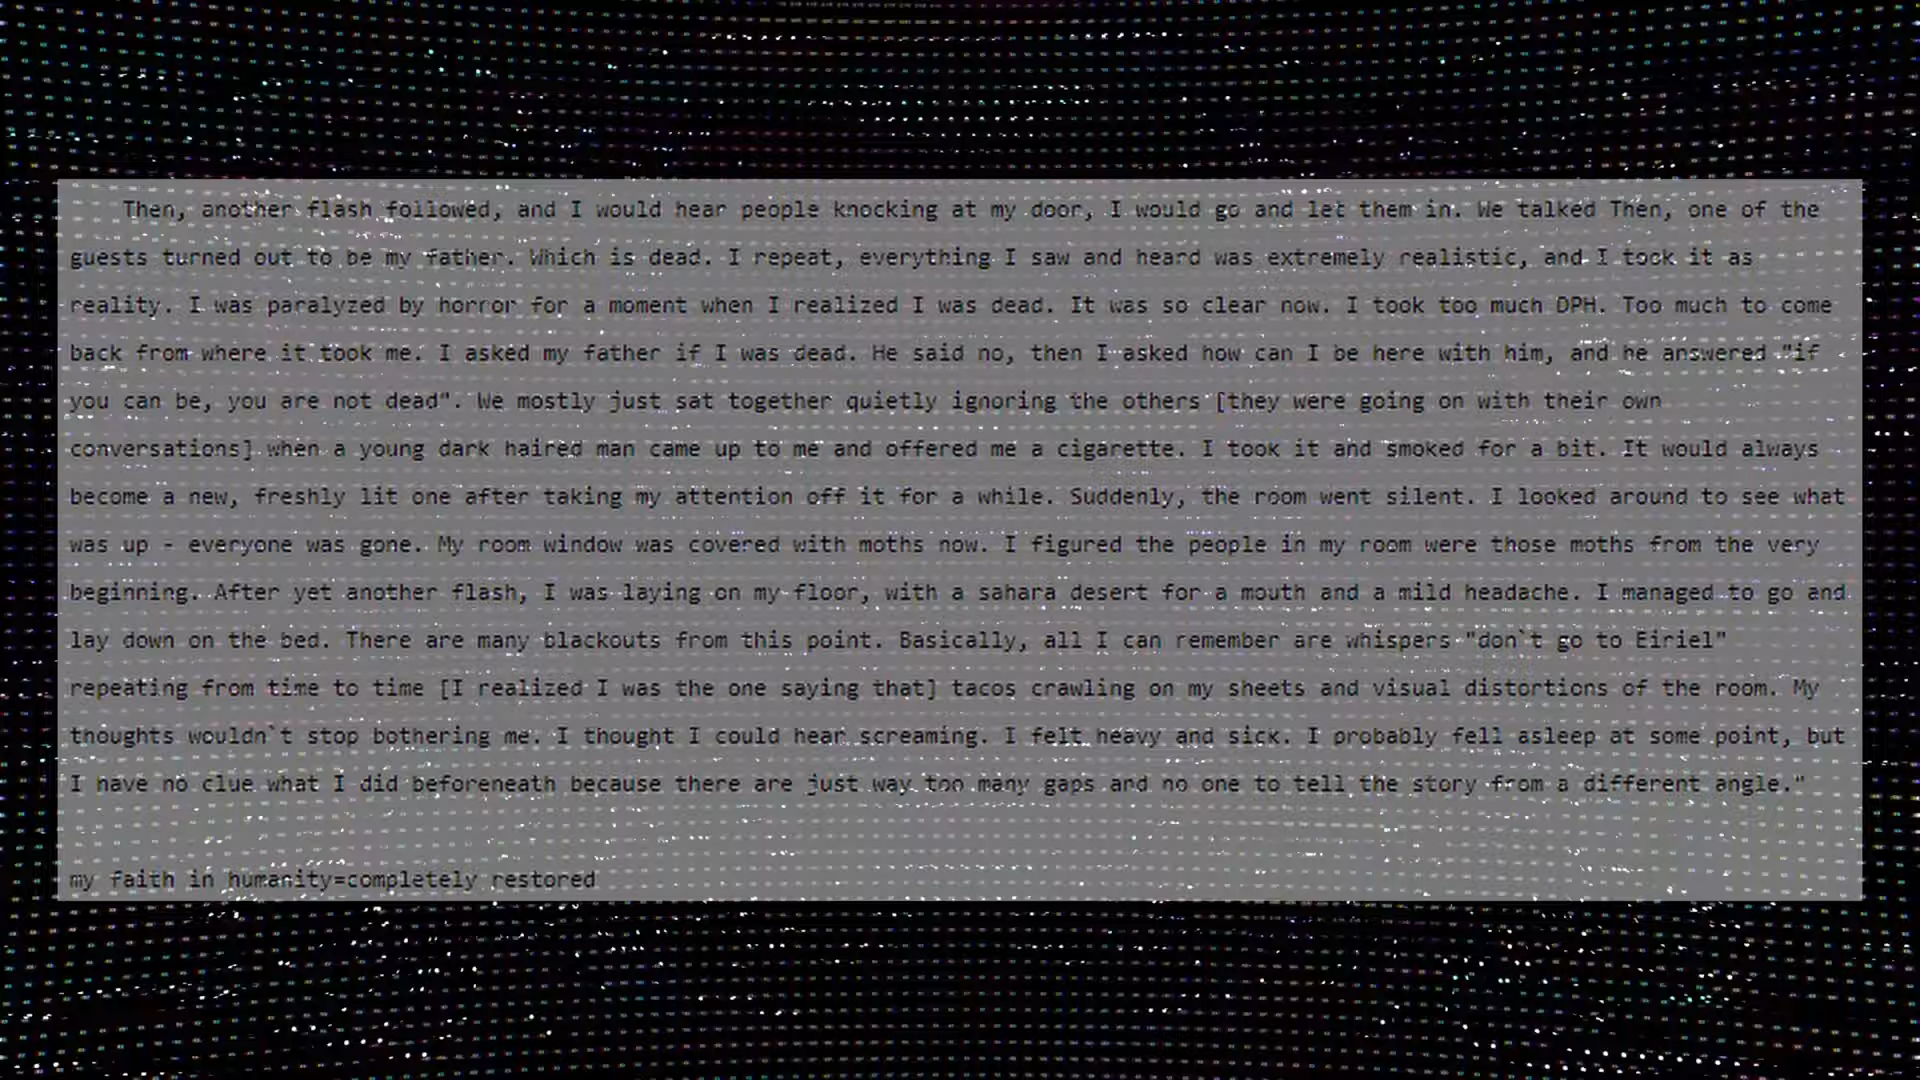 Then, another flash followed, and I would hear people knocking at my door, I would go and let them in. We talked Then, one of the
guests turned out to be my father. Which is dead. I repeat, everything I saw and heard was extremely realistic, and I took it as
reality. I was paralyzed by horror for a moment when I realized I was dead. It was so clear now. I took too much DPH. Too much to come
back from where it took me. I asked my father if I was dead. He said no, then I asked how can I be here with him, and he answered "if
you can be, you are not dead". We mostly just sat together quietly ignoring the others [they were going on with their own
conversations] when a young dark haired man came up to me and offered me a cigarette. I took it and smoked for a bit. It would always
become a new, freshly lit one after taking my attention off it for a while. Suddenly, the room went silent. I looked around to see what
was up - everyone was gone. My room window was covered with moths now. I figured the people in my room were those moths from the very
beginning. After yet another flash, I was laying on my floor, with a sahara desert for a mouth and a mild headache. I managed to go and
lay down on the bed. There are many blackouts from this point. Basically, all I can remember are whispers "don`t go to Eiriel"
repeating from time to time [I realized I was the one saying that] tacos crawling on my sheets and visual distortions of the room. My
thoughts wouldn`t stop bothering me. I thought I could hear screaming. I felt heavy and sick. I probably fell asleep at some point, but
I have no clue what I did beforeneath because there are just way too many gaps and no one to tell the story from a different angle."
my faith in humanity=completely restored